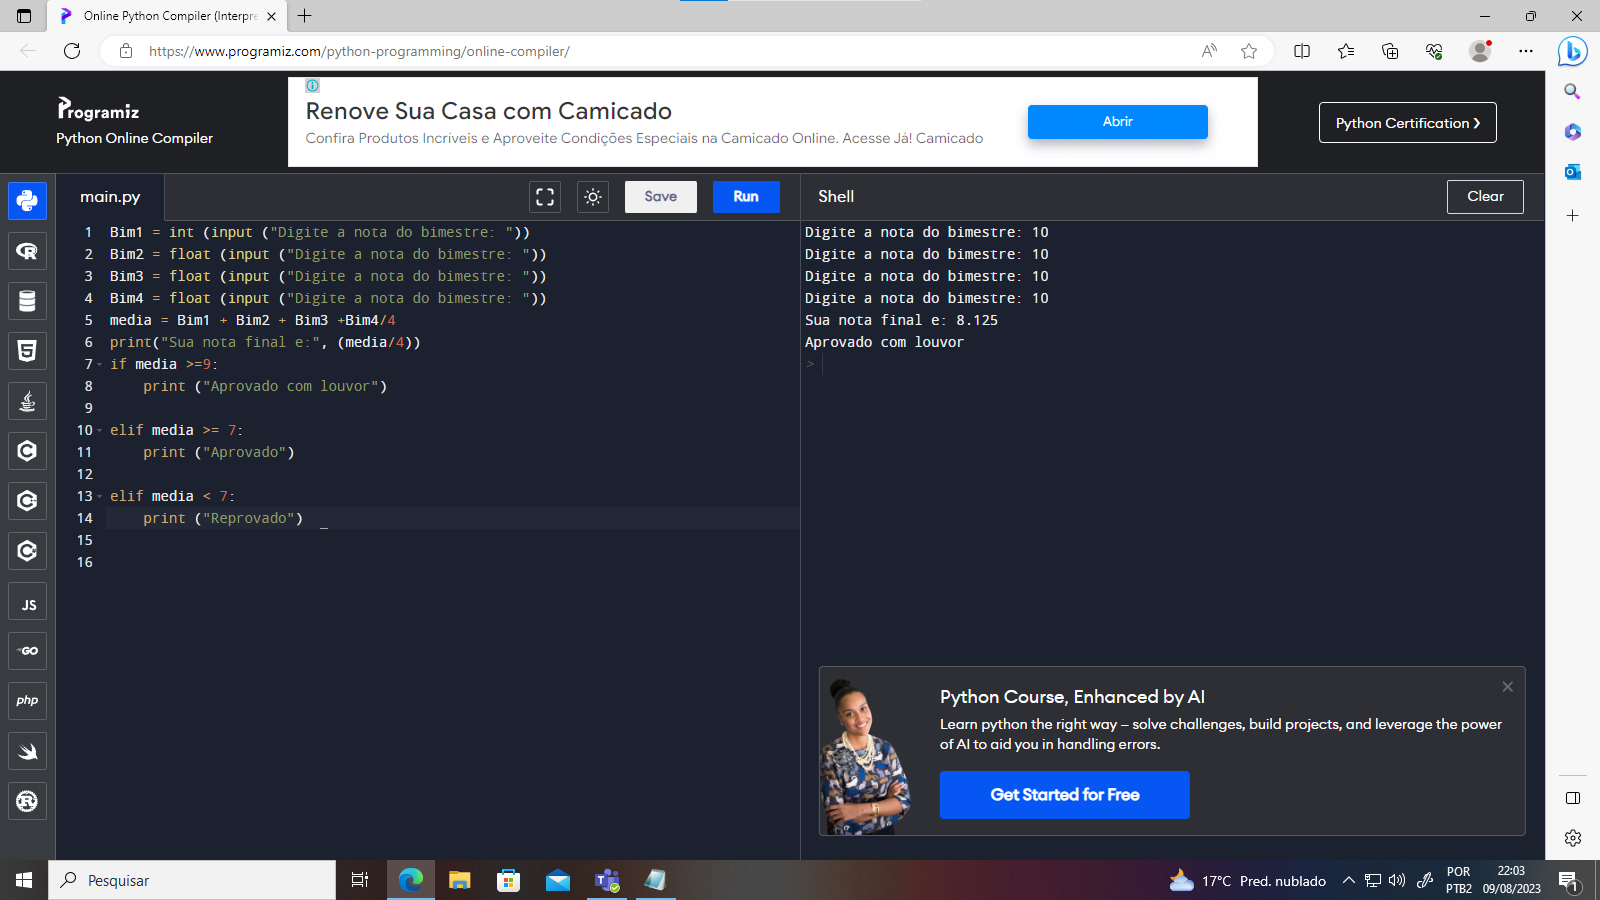 Online Python Compiler (Interpre
https://www.programiz.com/python-programming/online-compiler/
Programiz
Python Online Compiler
Renove Sua Casa com Camicado
Confira Produtos Incríveis e Aproveite Condições Especiais na Camicado Online. Acesse Já! Camicado
Abrir
Python Certification ❯
main.py
Save
Run
Shell
Clear
1 Bim1 = int (input ("Digite a nota do bimestre: "))
2 Bim2 = float (input ("Digite a nota do bimestre: "))
3 Bim3 = float (input ("Digite a nota do bimestre: "))
4 Bim4 = float (input ("Digite a nota do bimestre: "))
5 media = Bim1 + Bim2 + Bim3 +Bim4/4
6 print("Sua nota final e:", (media/4))
7 if media >=9:
8 print ("Aprovado com louvor")
9
10 elif media >= 7:
11 print ("Aprovado")
12
13 elif media < 7:
14 print ("Reprovado") _
15
16
Digite a nota do bimestre: 10
Digite a nota do bimestre: 10
Digite a nota do bimestre: 10
Digite a nota do bimestre: 10
Sua nota final e: 8.125
Aprovado com louvor
>
JS
GO
php
Python Course, Enhanced by AI
Learn python the right way – solve challenges, build projects, and leverage the power
of AI to aid you in handling errors.
Get Started for Free
Pesquisar
17°C Pred. nublado
POR
PTB2
22:03
09/08/2023
1